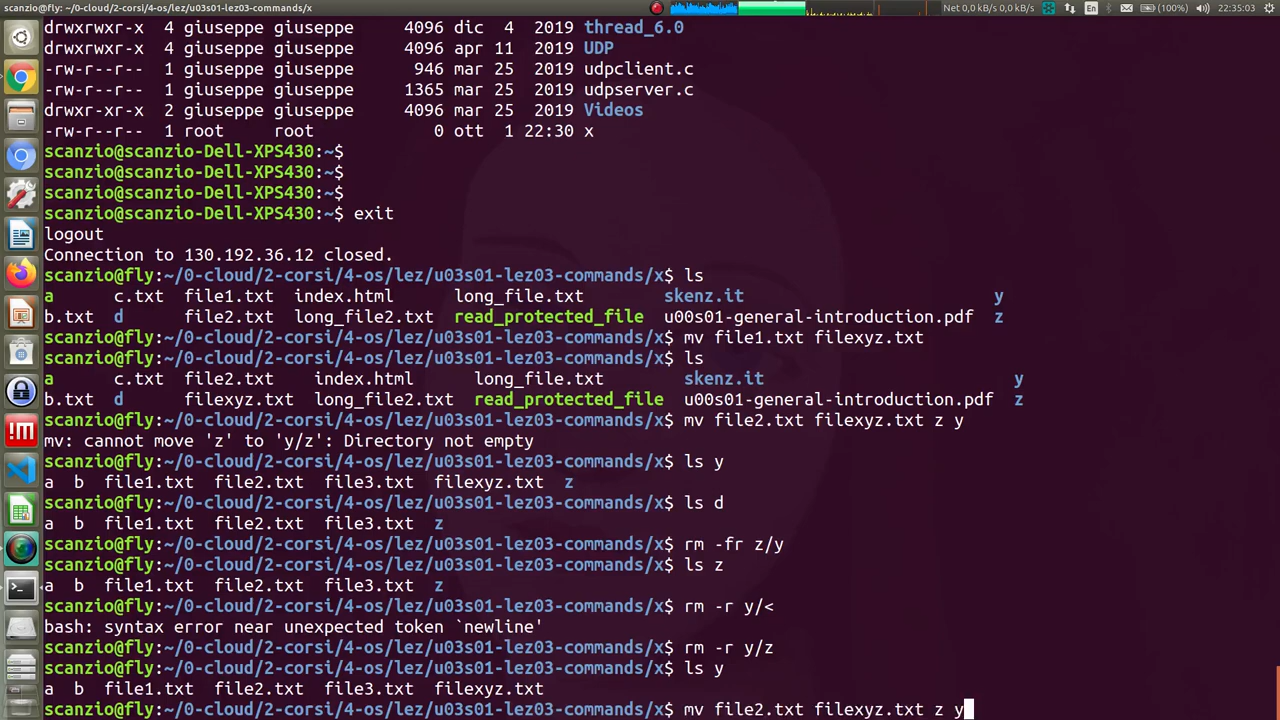 scanzio@fly: ~/0-cloud/2-corsi/4-os/lez/u03s01-lez03-commands/x Net 0,0 kB/s 0,0 kB/s En (100%) 22:35:03
drwxrwxr-x 4 giuseppe giuseppe 4096 dic 4 2019 thread_6.0
drwxrwxr-x 4 giuseppe giuseppe 4096 apr 11 2019 UDP
-rw-r--r-- 1 giuseppe giuseppe 946 mar 25 2019 udpclient.c
-rw-r--r-- 1 giuseppe giuseppe 1365 mar 25 2019 udpserver.c
drwxr-xr-x 2 giuseppe giuseppe 4096 mar 25 2019 Videos
-rw-r--r-- 1 root root 0 ott 1 22:30 x
scanzio@scanzio-Dell-XPS430:~$
scanzio@scanzio-Dell-XPS430:~$
scanzio@scanzio-Dell-XPS430:~$
scanzio@scanzio-Dell-XPS430:~$ exit
logout
Connection to 130.192.36.12 closed.
scanzio@fly:~/0-cloud/2-corsi/4-os/lez/u03s01-lez03-commands/x$ ls
a c.txt file1.txt index.html long_file.txt skenz.it y
b.txt d file2.txt long_file2.txt read_protected_file u00s01-general-introduction.pdf z
scanzio@fly:~/0-cloud/2-corsi/4-os/lez/u03s01-lez03-commands/x$ mv file1.txt filexyz.txt
scanzio@fly:~/0-cloud/2-corsi/4-os/lez/u03s01-lez03-commands/x$ ls
a c.txt file2.txt index.html long_file.txt skenz.it y
b.txt d filexyz.txt long_file2.txt read_protected_file u00s01-general-introduction.pdf z
scanzio@fly:~/0-cloud/2-corsi/4-os/lez/u03s01-lez03-commands/x$ mv file2.txt filexyz.txt z y
mv: cannot move 'z' to 'y/z': Directory not empty
scanzio@fly:~/0-cloud/2-corsi/4-os/lez/u03s01-lez03-commands/x$ ls y
a b file1.txt file2.txt file3.txt filexyz.txt z
scanzio@fly:~/0-cloud/2-corsi/4-os/lez/u03s01-lez03-commands/x$ ls d
a b file1.txt file2.txt file3.txt z
scanzio@fly:~/0-cloud/2-corsi/4-os/lez/u03s01-lez03-commands/x$ rm -fr z/y
scanzio@fly:~/0-cloud/2-corsi/4-os/lez/u03s01-lez03-commands/x$ ls z
a b file1.txt file2.txt file3.txt z
scanzio@fly:~/0-cloud/2-corsi/4-os/lez/u03s01-lez03-commands/x$ rm -r y/<
bash: syntax error near unexpected token `newline'
scanzio@fly:~/0-cloud/2-corsi/4-os/lez/u03s01-lez03-commands/x$ rm -r y/z
scanzio@fly:~/0-cloud/2-corsi/4-os/lez/u03s01-lez03-commands/x$ ls y
a b file1.txt file2.txt file3.txt filexyz.txt
scanzio@fly:~/0-cloud/2-corsi/4-os/lez/u03s01-lez03-commands/x$ mv file2.txt filexyz.txt z y